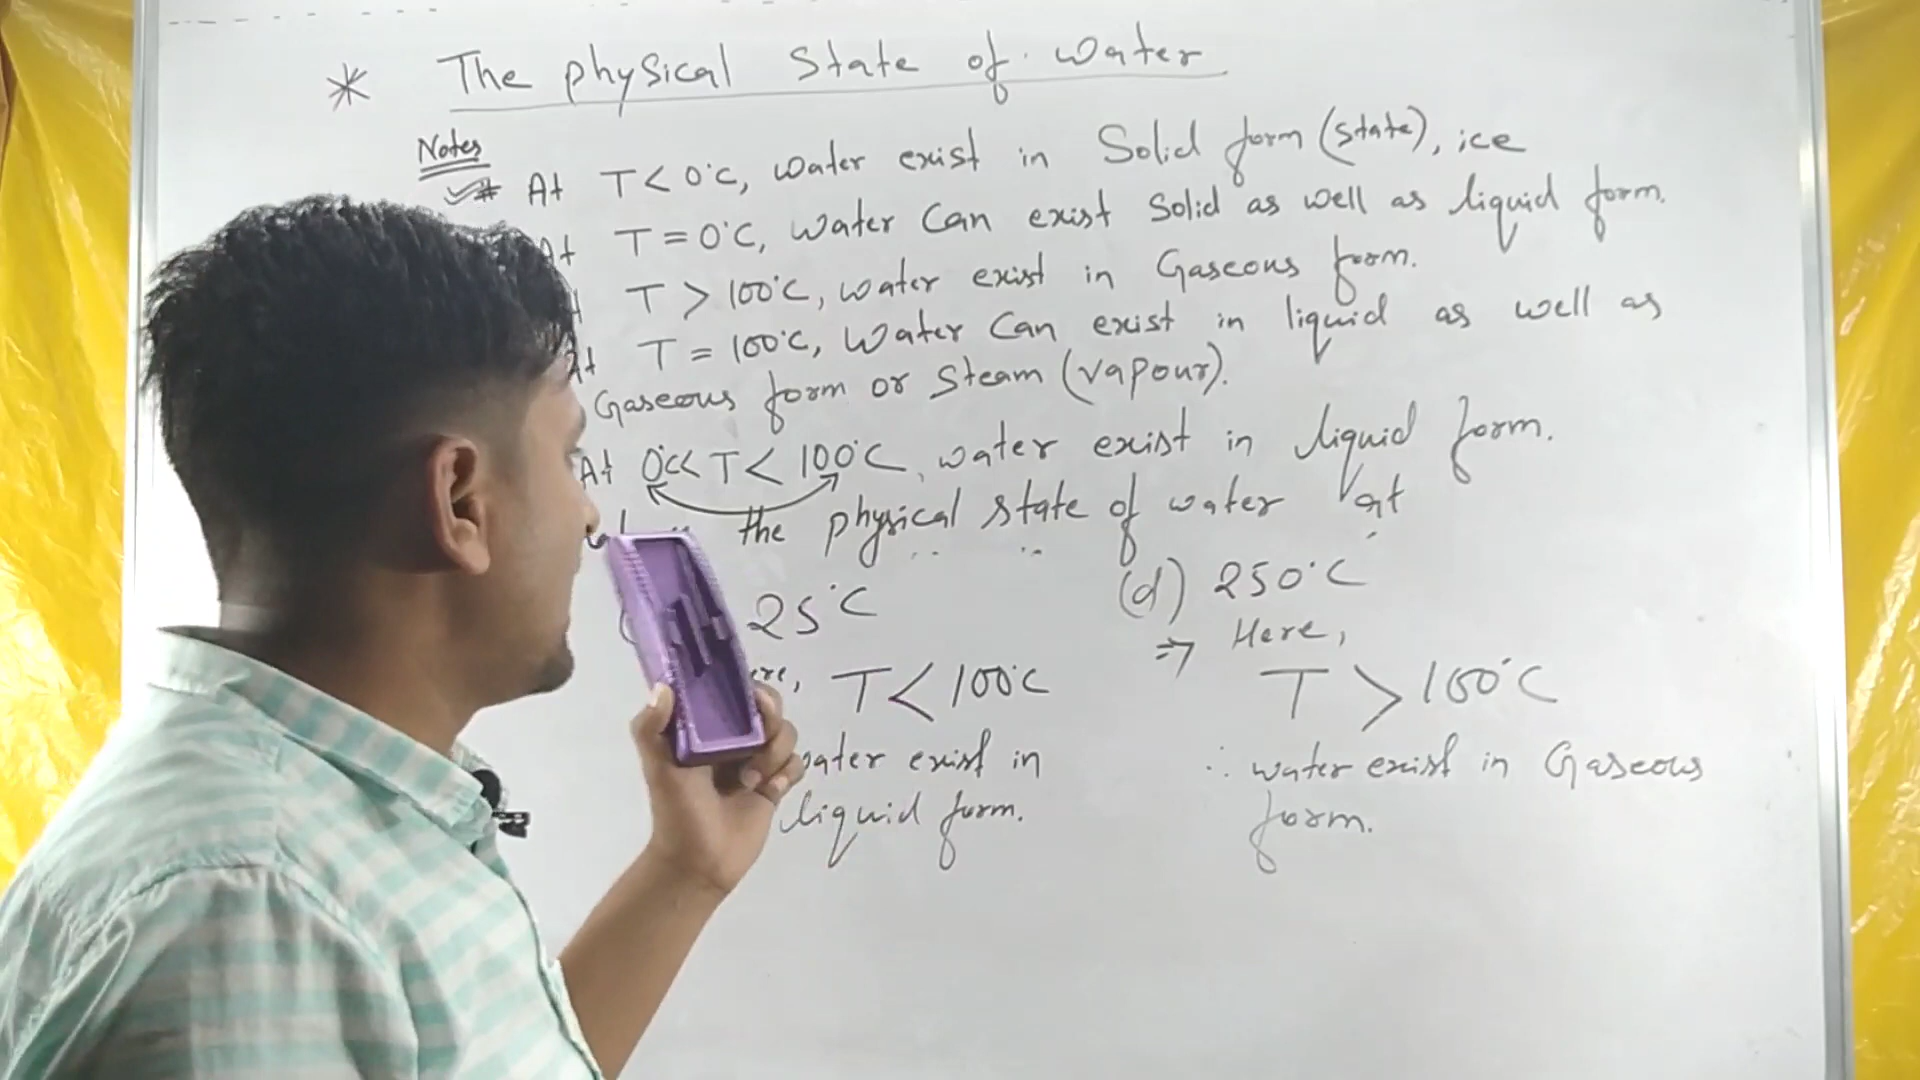 * The physical State of water
Notes
* At T < 0°C, water exist in Solid form (state), ice
At T = 0°C, water Can exist Solid as well as liquid form.
T > 100°C, water exist in Gaseous form.
At T = 100°C, Water Can exist in liquid as well as
Gaseous form or Steam (vapour).
At 0°C < T < 100°C, water exist in liquid form.
the physical state of water at
25°C
T < 100°C
water exist in
liquid form.
(d) 250°C
⇒ Here,
T > 100°C
∴ water exist in Gaseous
form.